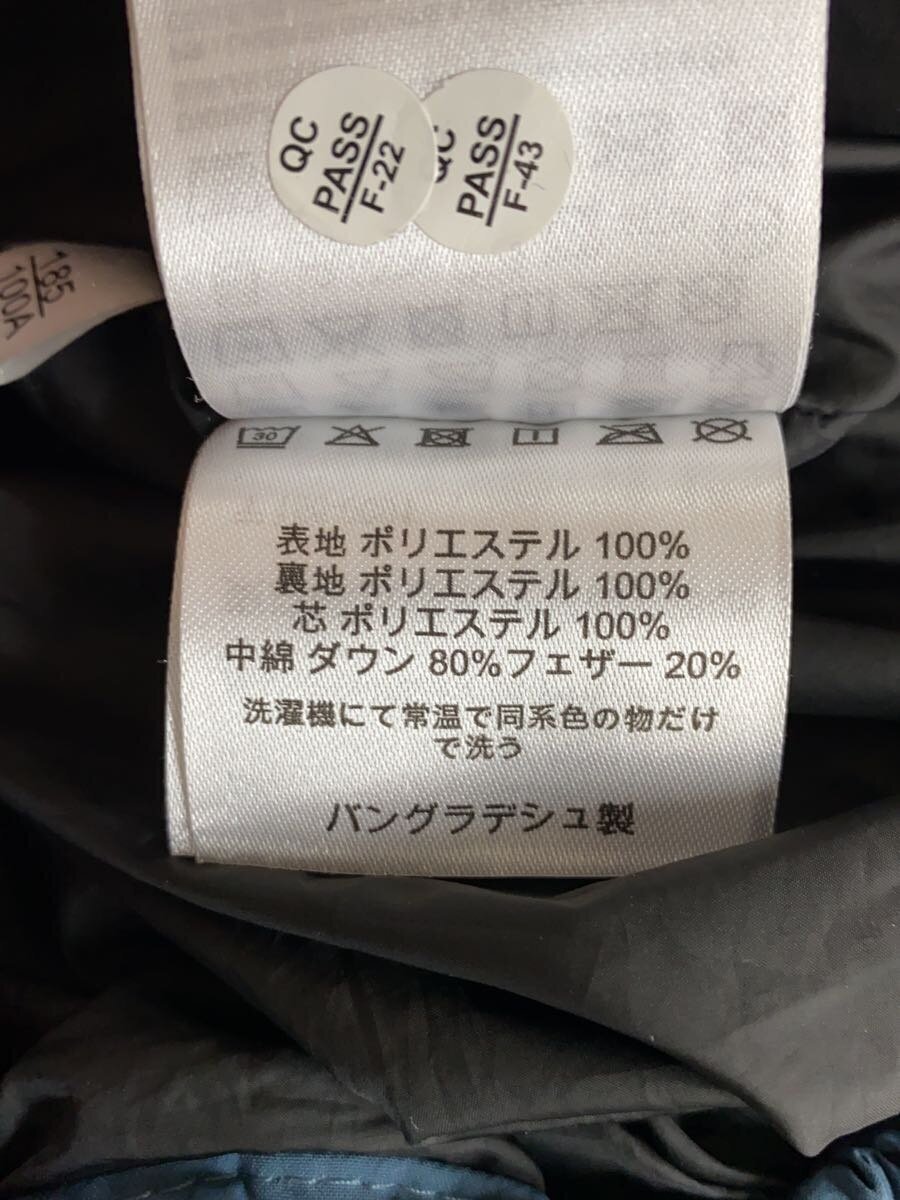 QC
PASS
F-22
QC
PASS
F-43
185
100A
30
表地 ポリエステル 100%
裏地 ポリエステル 100%
芯 ポリエステル 100%
中綿 ダウン 80%フェザー 20%
洗濯機にて常温で同系色の物だけ
で洗う
バングラデシュ製